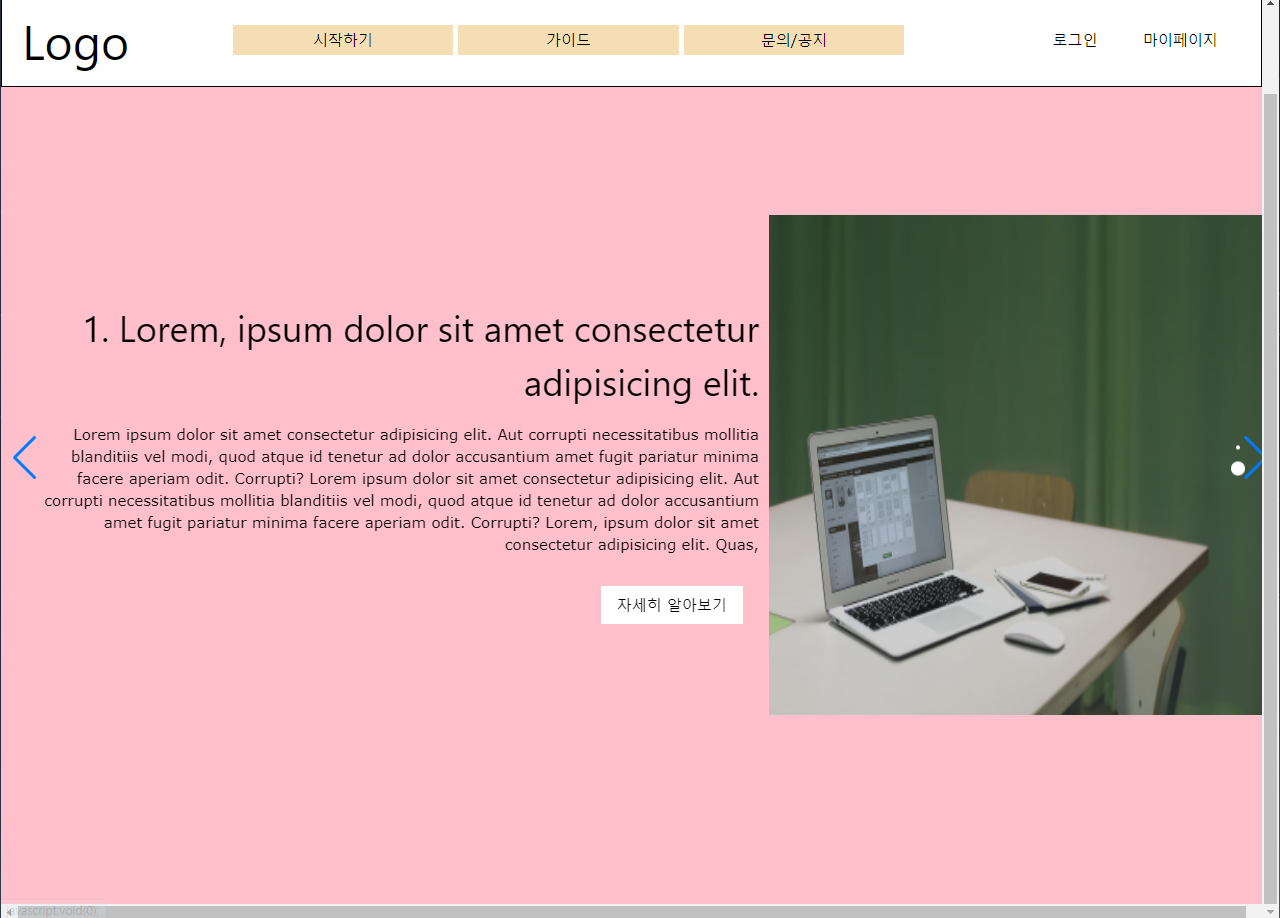 Logo
시작하기
가이드
문의/공지
로그인
마이페이지
1. Lorem, ipsum dolor sit amet consectetur
adipisicing elit.
Lorem ipsum dolor sit amet consectetur adipisicing elit. Aut corrupti necessitatibus mollitia
blanditiis vel modi, quod atque id tenetur ad dolor accusantium amet fugit pariatur minima
facere aperiam odit. Corrupti? Lorem ipsum dolor sit amet consectetur adipisicing elit. Aut
corrupti necessitatibus mollitia blanditiis vel modi, quod atque id tenetur ad dolor accusantium
amet fugit pariatur minima facere aperiam odit. Corrupti? Lorem, ipsum dolor sit amet
consectetur adipisicing elit. Quas,
자세히 알아보기
javascript:void(0);